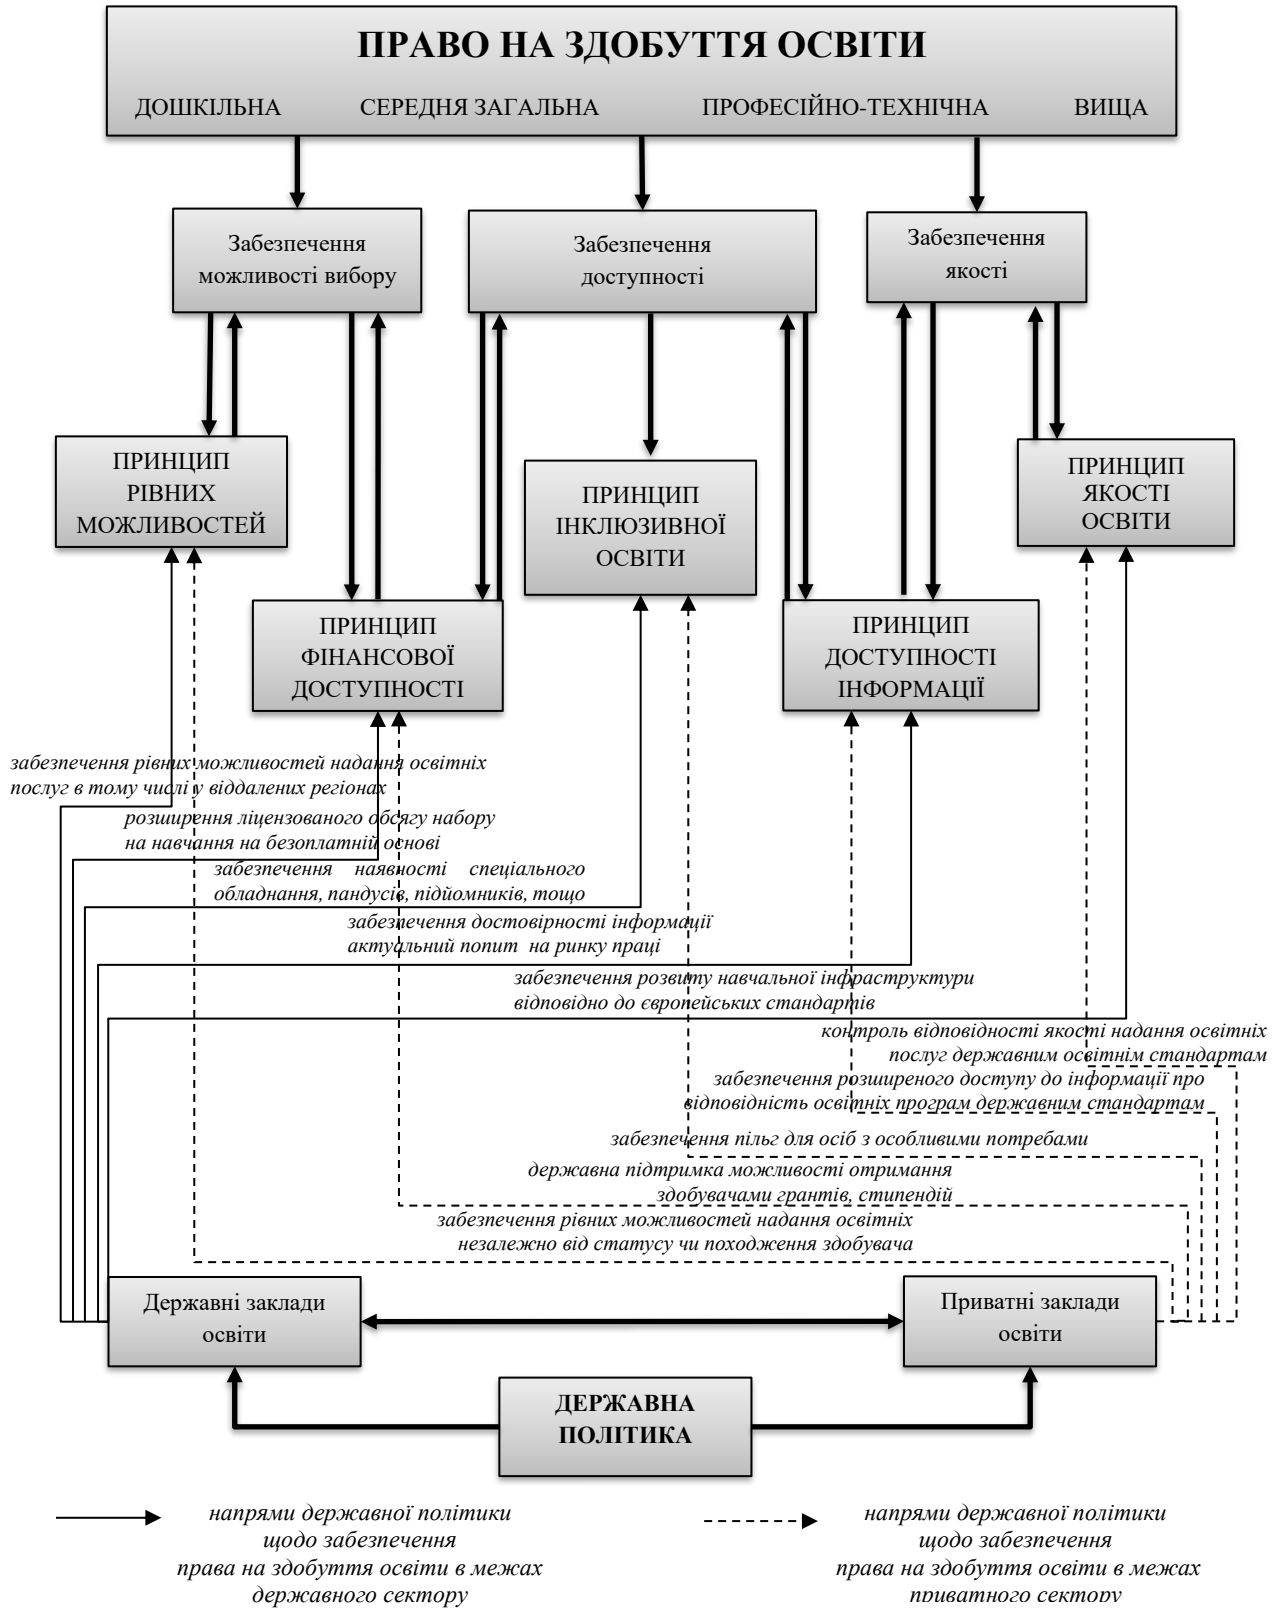 ПРАВО НА ЗДОБУТТЯ ОСВІТИ
ДОШКІЛЬНА СЕРЕДНЯ ЗАГАЛЬНА ПРОФЕСІЙНО-ТЕХНІЧНА ВИЩА
Забезпечення
можливості вибору
Забезпечення
доступності
Забезпечення
якості
ПРИНЦИП
РІВНИХ
МОЖЛИВОСТЕЙ
ПРИНЦИП
ІНКЛЮЗИВНОЇ
ОСВІТИ
ПРИНЦИП
ЯКОСТІ
ОСВІТИ
ПРИНЦИП
ФІНАНСОВОЇ
ДОСТУПНОСТІ
ПРИНЦИП
ДОСТУПНОСТІ
ІНФОРМАЦІЇ
забезпечення рівних можливостей надання освітніх
послуг в тому числі у віддалених регіонах
розширення ліцензованого обсягу набору
на навчання на безоплатній основі
забезпечення наявності спеціального
обладнання, пандусів, підйомників, тощо
забезпечення достовірності інформації
актуальний попит на ринку праці
забезпечення розвиту навчальної інфраструктури
відповідно до європейських стандартів
контроль відповідності якості надання освітніх
послуг державним освітнім стандартам
забезпечення розширеного доступу до інформації про
відповідність освітніх програм державним стандартам
забезпечення пільг для осіб з особливими потребами
державна підтримка можливості отримання
здобувачами грантів, стипендій
забезпечення рівних можливостей надання освітніх
незалежно від статусу чи походження здобувача
Державні заклади
освіти
Приватні заклади
освіти
ДЕРЖАВНА
ПОЛІТИКА
напрями державної політики
щодо забезпечення
права на здобуття освіти в межах
державного сектору
напрями державної політики
щодо забезпечення
права на здобуття освіти в межах
приватного сектору